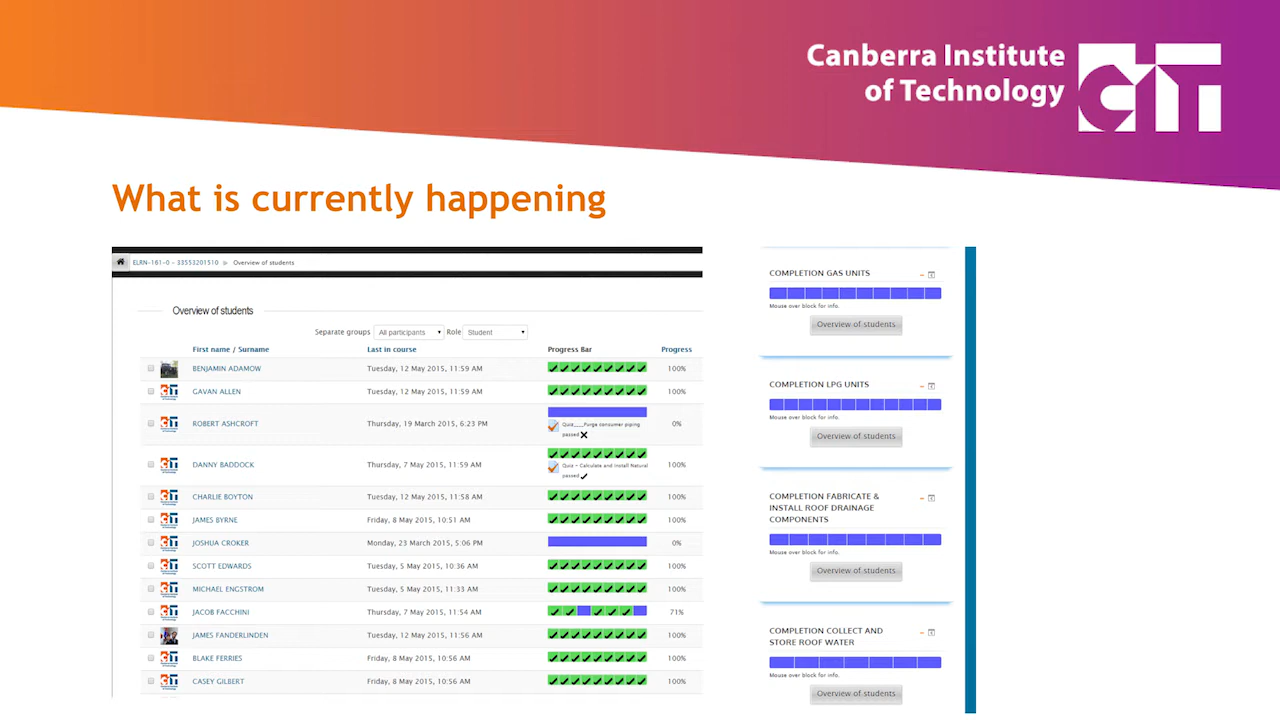 Canberra Institute
of Technology
CIT
What is currently happening
ELRN-161-0 - 33553201510 Overview of students
Overview of students
Separate groups All participants Role Student
First name / Surname Last in course Progress Bar Progress
BENJAMIN ADAMOW Tuesday, 12 May 2015, 11:59 AM 100%
GAVAN ALLEN Tuesday, 12 May 2015, 11:59 AM 100%
ROBERT ASHCROFT Thursday, 19 March 2015, 6:23 PM 0%
Quiz___Purge consumer piping
passed
DANNY BADDOCK Thursday, 7 May 2015, 11:59 AM 100%
Quiz - Calculate and Install Natural
passed
CHARLIE BOYTON Tuesday, 12 May 2015, 11:58 AM 100%
JAMES BYRNE Friday, 8 May 2015, 10:51 AM 100%
JOSHUA CROKER Monday, 23 March 2015, 5:06 PM 0%
SCOTT EDWARDS Tuesday, 5 May 2015, 10:36 AM 100%
MICHAEL ENGSTROM Tuesday, 5 May 2015, 11:33 AM 100%
JACOB FACCHINI Thursday, 7 May 2015, 11:54 AM 71%
JAMES FANDERLINDEN Tuesday, 12 May 2015, 11:56 AM 100%
BLAKE FERRIES Friday, 8 May 2015, 10:56 AM 100%
CASEY GILBERT Friday, 8 May 2015, 10:56 AM 100%
COMPLETION GAS UNITS
Mouse over block for info.
Overview of students
COMPLETION LPG UNITS
Mouse over block for info.
Overview of students
COMPLETION FABRICATE &
INSTALL ROOF DRAINAGE
COMPONENTS
Mouse over block for info.
Overview of students
COMPLETION COLLECT AND
STORE ROOF WATER
Mouse over block for info.
Overview of students